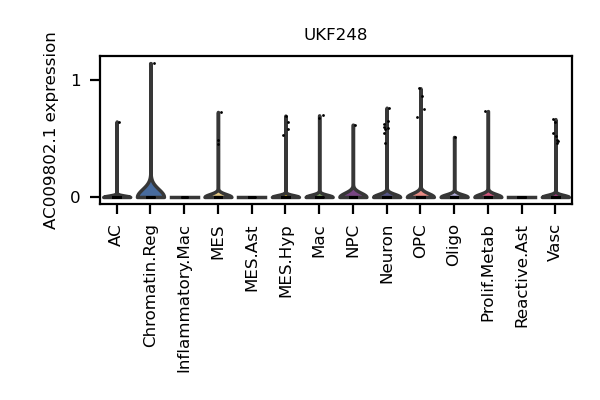 UKF248
AC009802.1 expression
1
0
AC
Chromatin.Reg
Inflammatory.Mac
MES
MES.Ast
MES.Hyp
Mac
NPC
Neuron
OPC
Oligo
Prolif.Metab
Reactive.Ast
Vasc